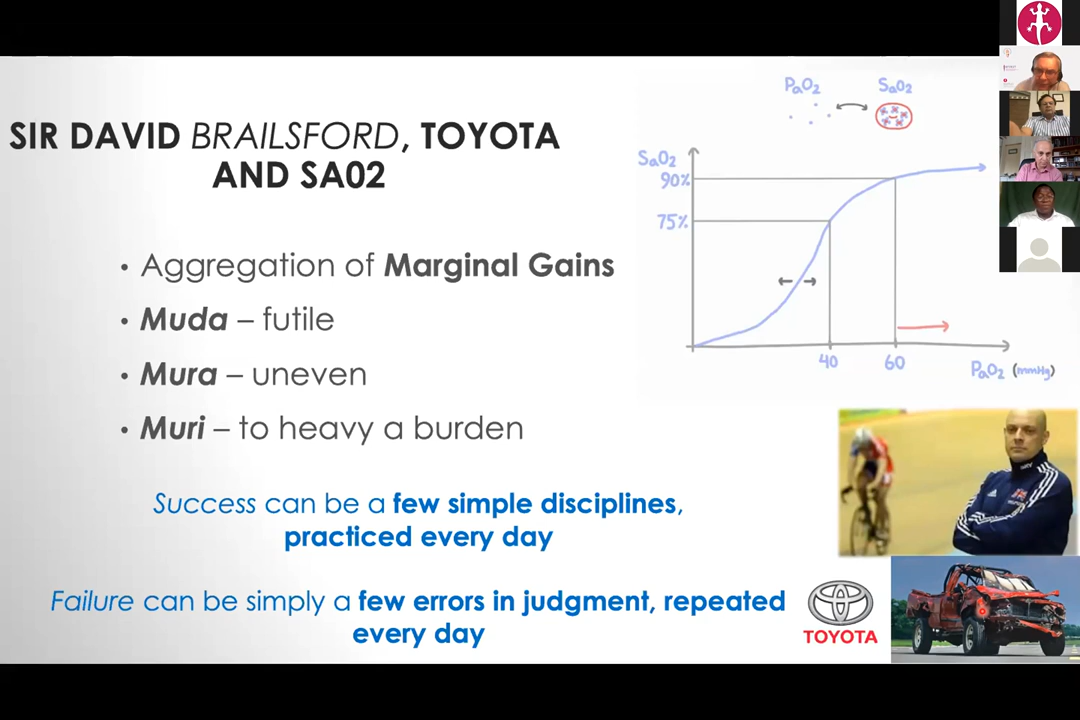 SIR DAVID BRAILSFORD, TOYOTA
AND SA02
• Aggregation of Marginal Gains
• Muda – futile
• Mura – uneven
• Muri – to heavy a burden
Success can be a few simple disciplines,
practiced every day
Failure can be simply a few errors in judgment, repeated
every day
PaO2
SaO2
SaO2
90%
75%
40
60
PaO2 (mmHg)
TOYOTA